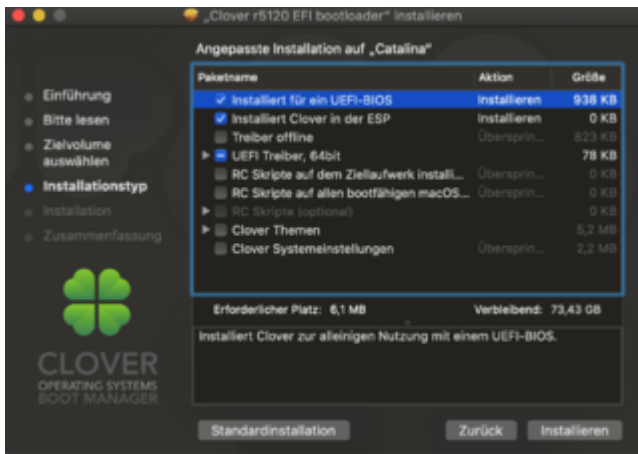 „Clover r5120 EFI bootloader“ installieren
Angepasste Installation auf „Catalina“
Paketname Aktion Größe
Installiert für ein UEFI-BIOS Installieren 938 KB
Installiert Clover in der ESP Installieren 0 KB
Treiber offline Übersprin... 823 KB
UEFI Treiber, 64bit 78 KB
RC Skripte auf dem Ziellaufwerk installi... Übersprin... 0 KB
RC Skripte auf allen bootfähigen macOS... Übersprin... 0 KB
RC Skripte (optional) 0 KB
Clover Themen 5,2 MB
Clover Systemeinstellungen Übersprin... 2,2 MB
Erforderlicher Platz: 6,1 MB Verbleibend: 73,43 GB
Installiert Clover zur alleinigen Nutzung mit einem UEFI-BIOS.
Einführung
Bitte lesen
Zielvolume
auswählen
Installationstyp
Installation
Zusammenfassung
CLOVER
OPERATING SYSTEMS
BOOT MANAGER
Standardinstallation Zurück Installieren